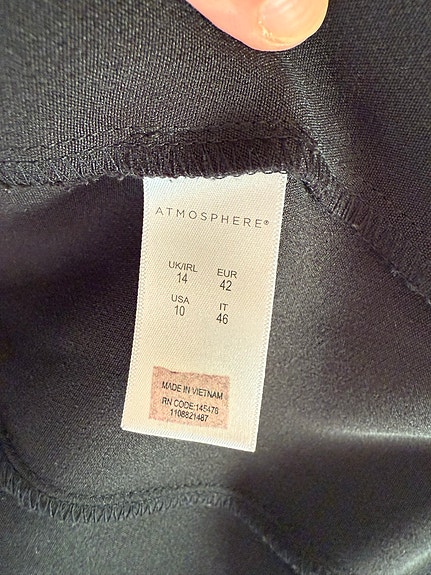 ATMOSPHERE®
UK/IRL EUR
14 42
USA IT
10 46
MADE IN VIETNAM
RN CODE:145476
1108821487